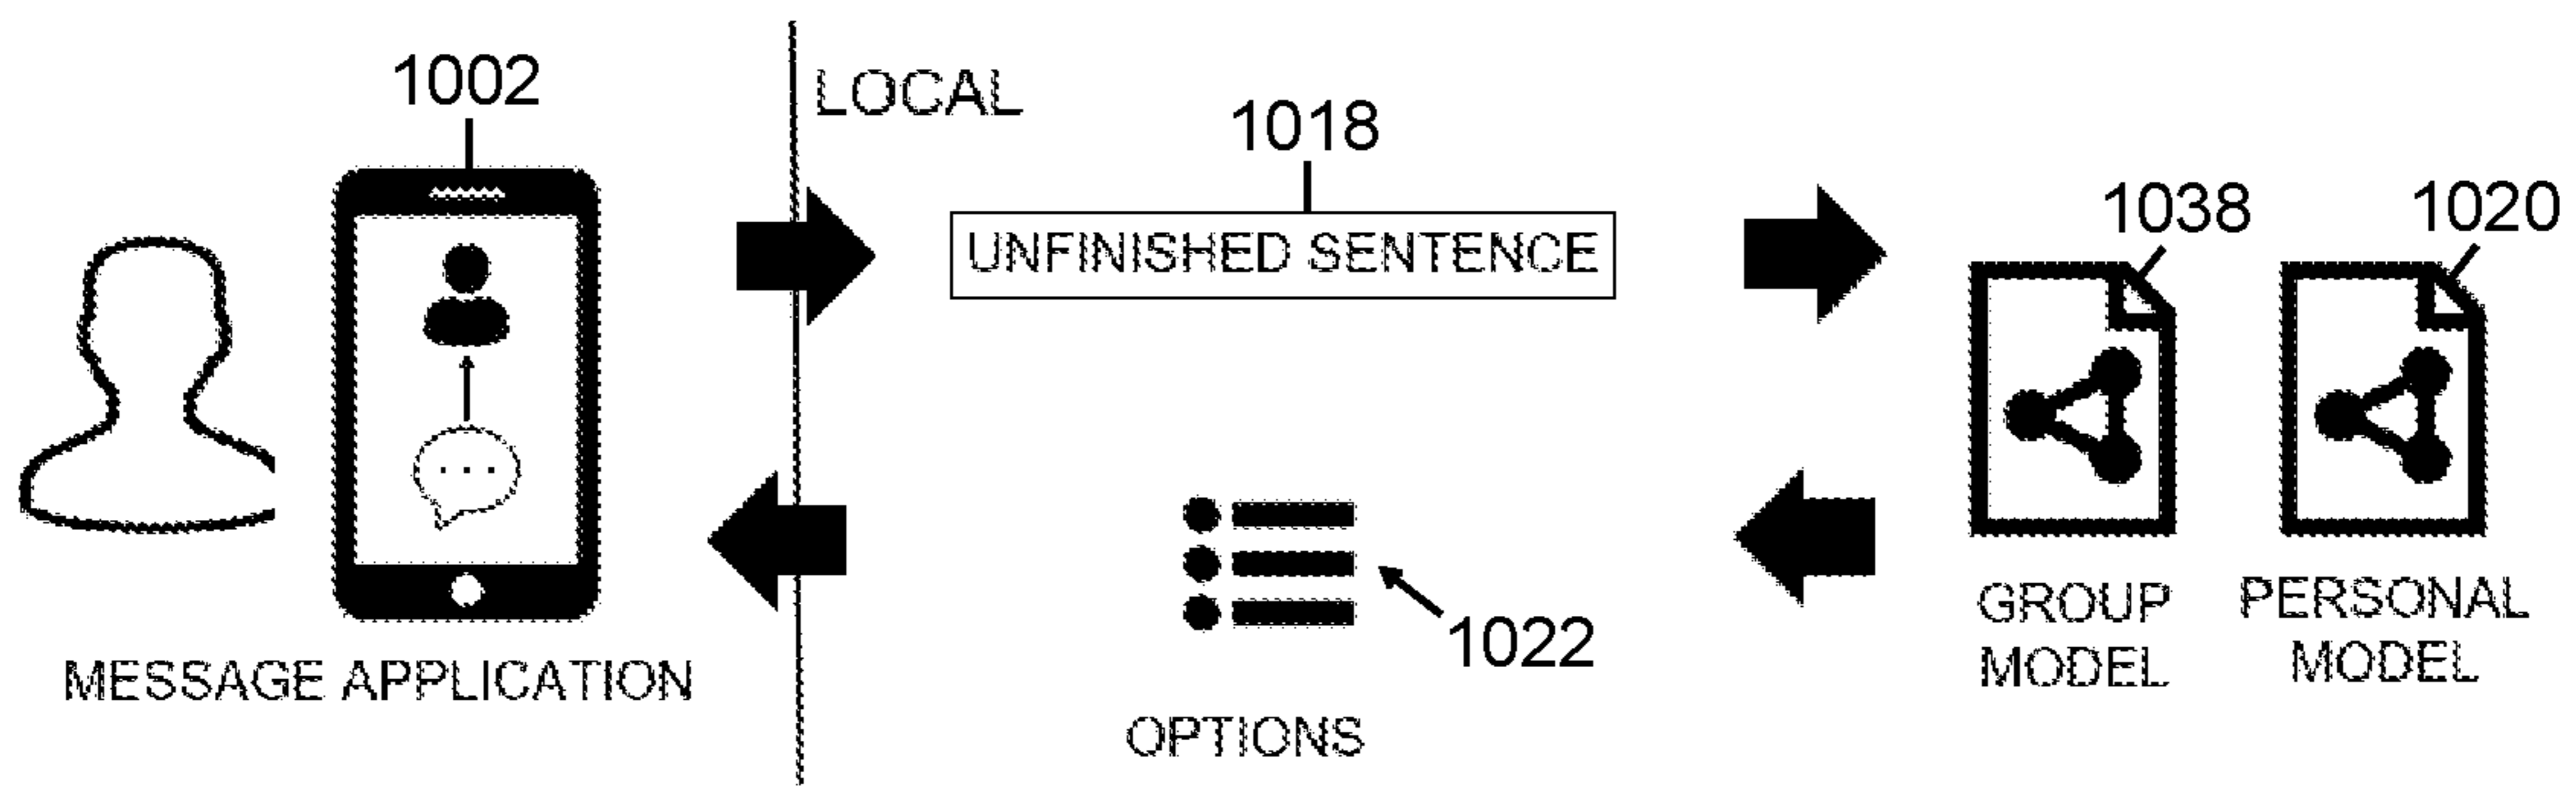 1002
LOCAL
1018
UNFINISHED SENTENCE
1038
1020
MESSAGE APPLICATION
1022
OPTIONS
GROUP
MODEL
PERSONAL
MODEL